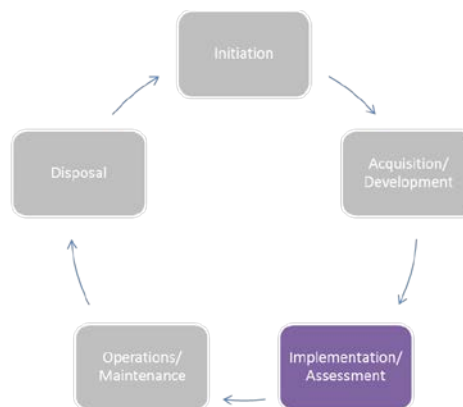 Initiation
Acquisition/
Development
Implementation/
Assessment
Operations/
Maintenance
Disposal